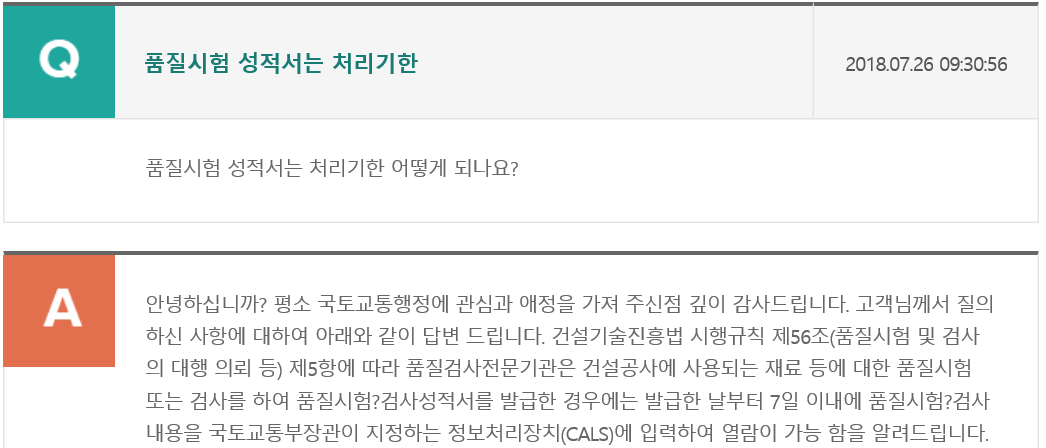 Q
품질시험 성적서는 처리기한
2018.07.26 09:30:56
품질시험 성적서는 처리기한 어떻게 되나요?
A
안녕하십니까? 평소 국토교통행정에 관심과 애정을 가져 주신점 깊이 감사드립니다. 고객님께서 질의
하신 사항에 대하여 아래와 같이 답변 드립니다. 건설기술진흥법 시행규칙 제56조(품질시험 및 검사
의 대행 의뢰 등) 제5항에 따라 품질검사전문기관은 건설공사에 사용되는 재료 등에 대한 품질시험
또는 검사를 하여 품질시험?검사성적서를 발급한 경우에는 발급한 날부터 7일 이내에 품질시험?검사
내용을 국토교통부장관이 지정하는 정보처리장치(CALS)에 입력하여 열람이 가능 함을 알려드립니다.